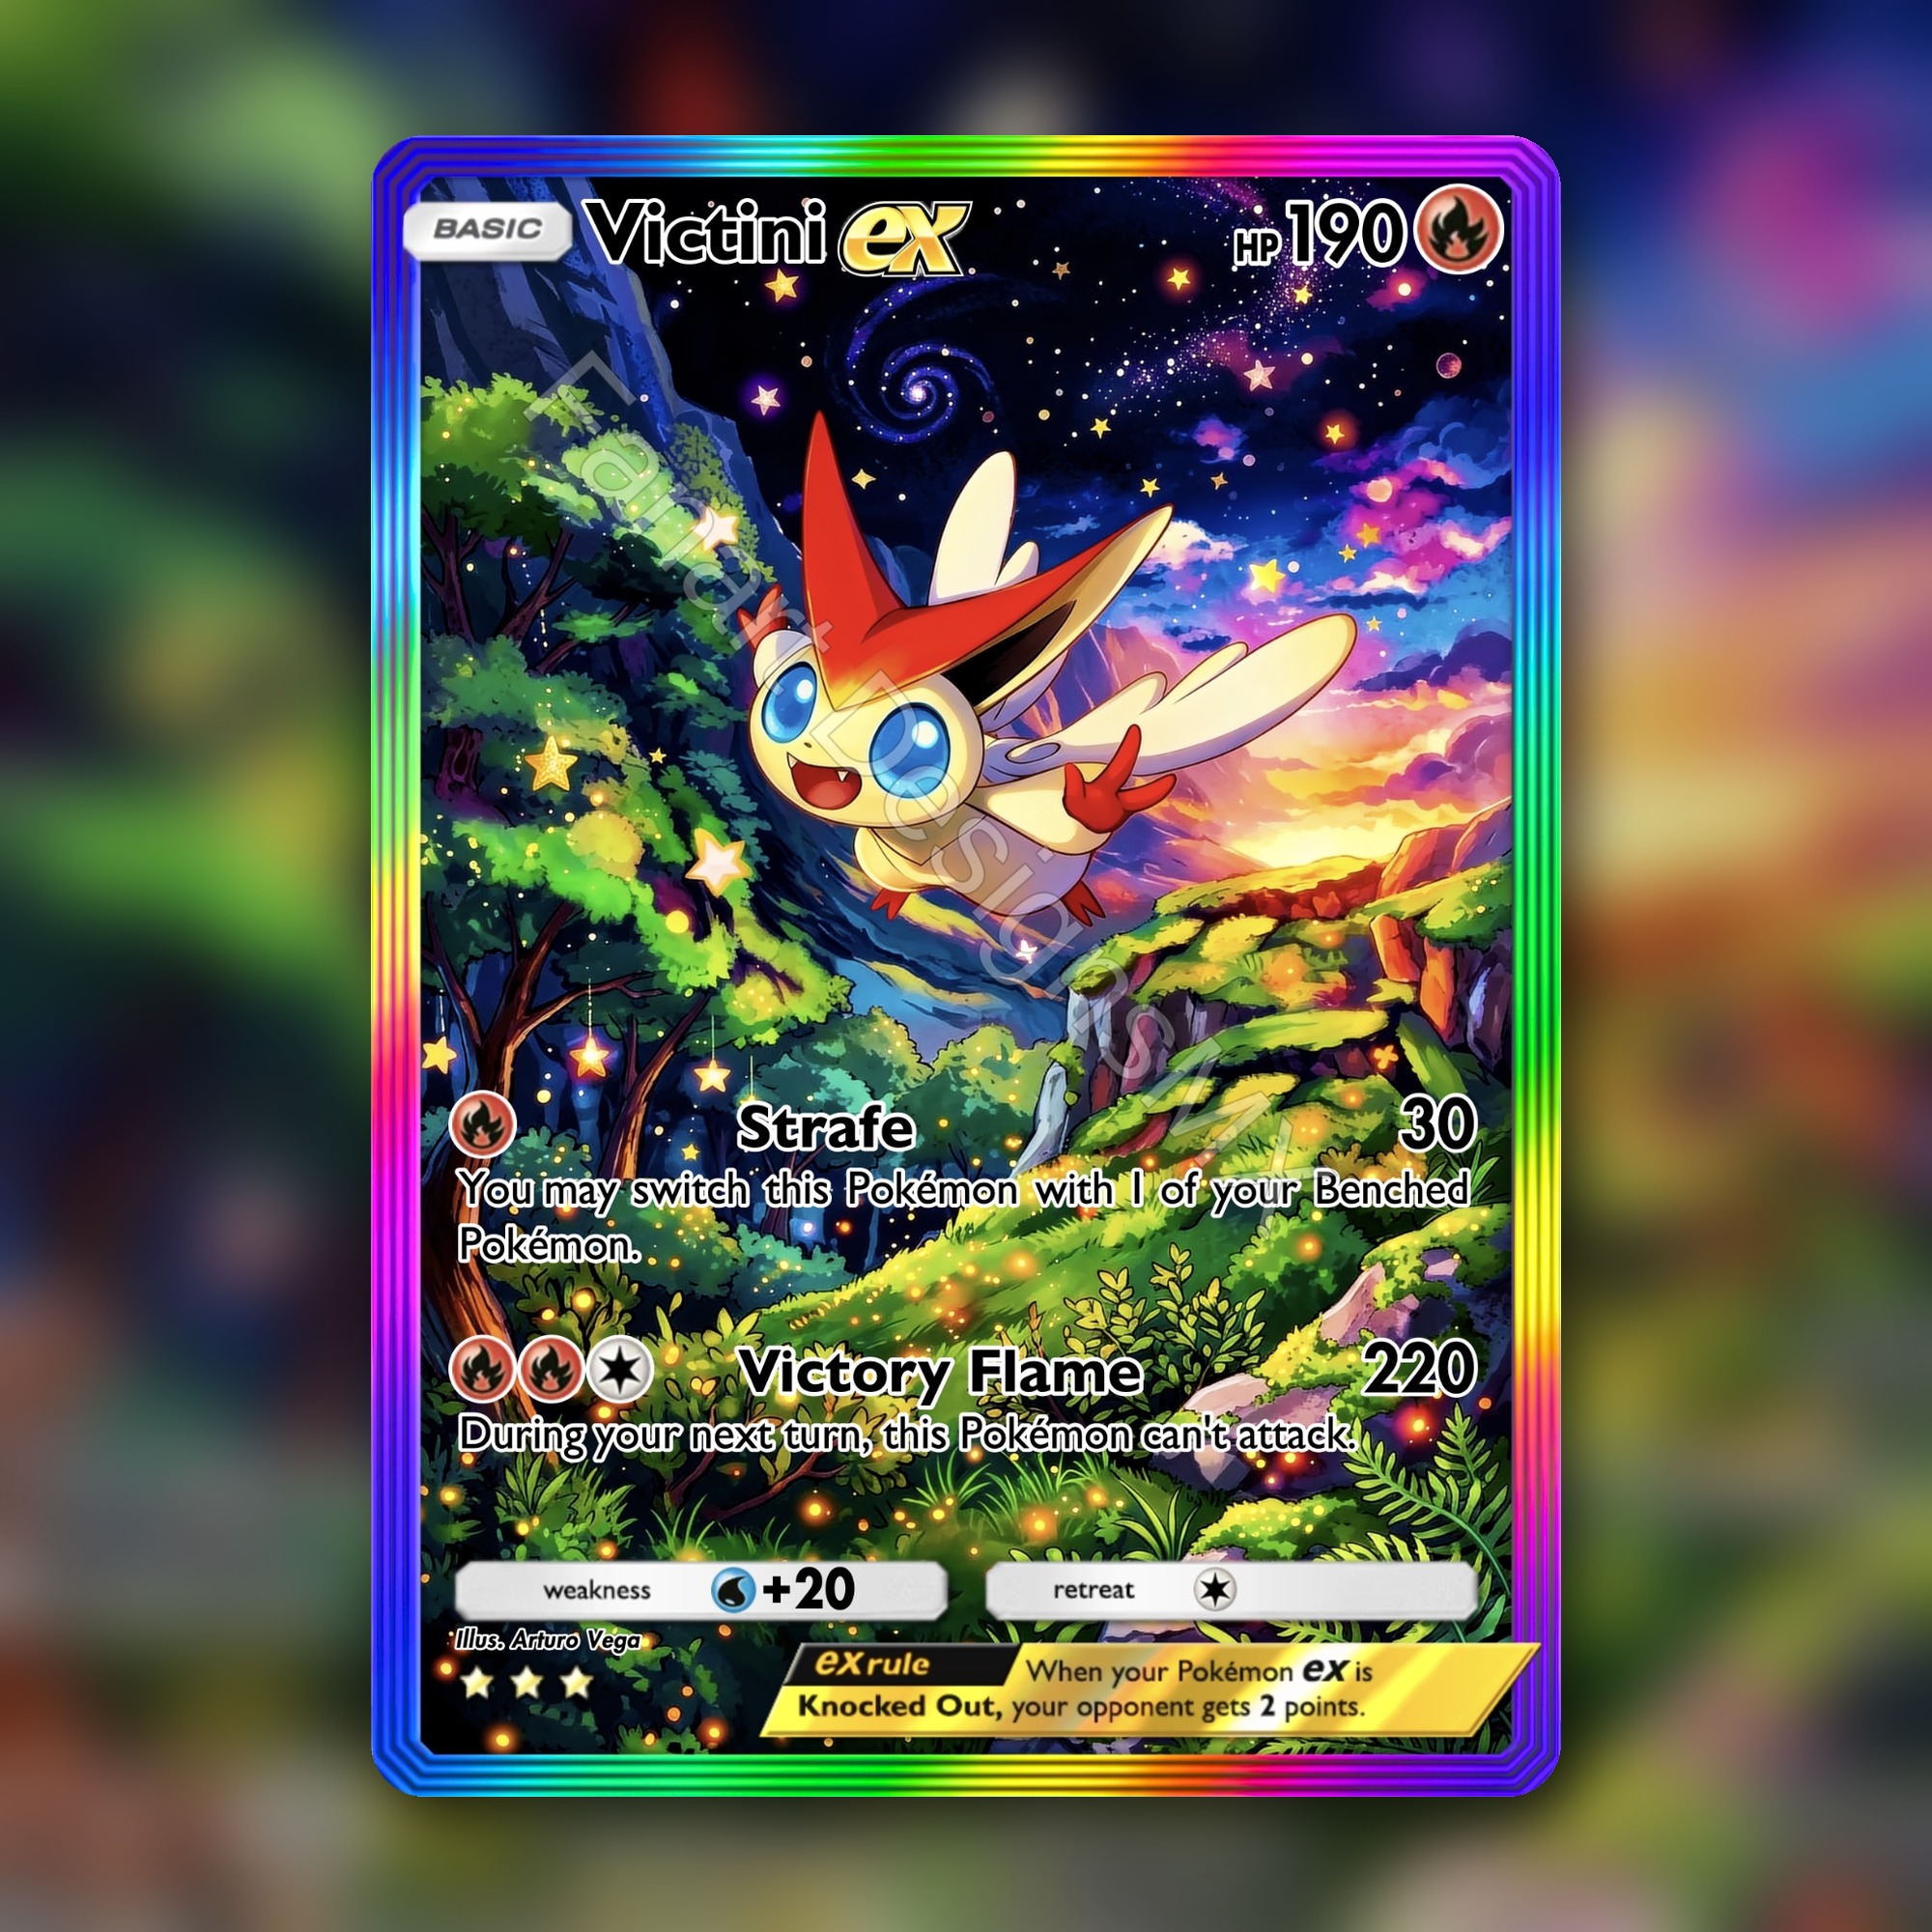 BASIC Victini ex HP 190
Strafe 30
You may switch this Pokémon with 1 of your Benched
Pokémon.
Victory Flame 220
During your next turn, this Pokémon can't attack.
weakness +20 retreat
Illus. Arturo Vega
ex rule When your Pokémon ex is
Knocked Out, your opponent gets 2 points.
Fanart DesignsMX